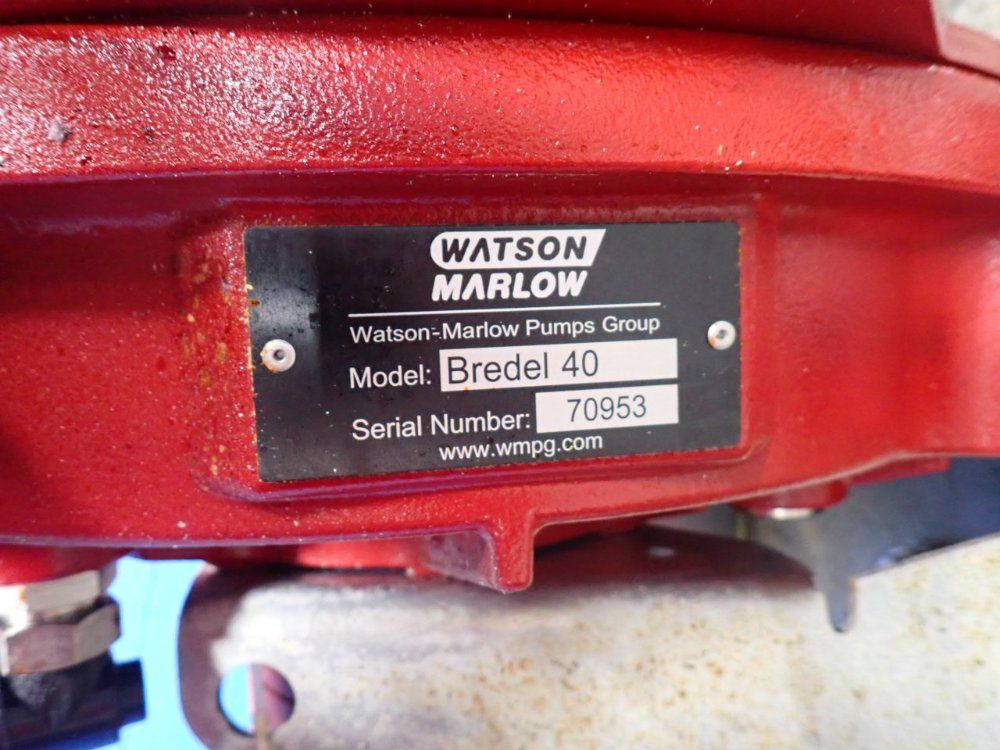 WATSON
MARLOW
Watson-Marlow Pumps Group
Model: Bredel 40
Serial Number: 70953
www.wmpg.com